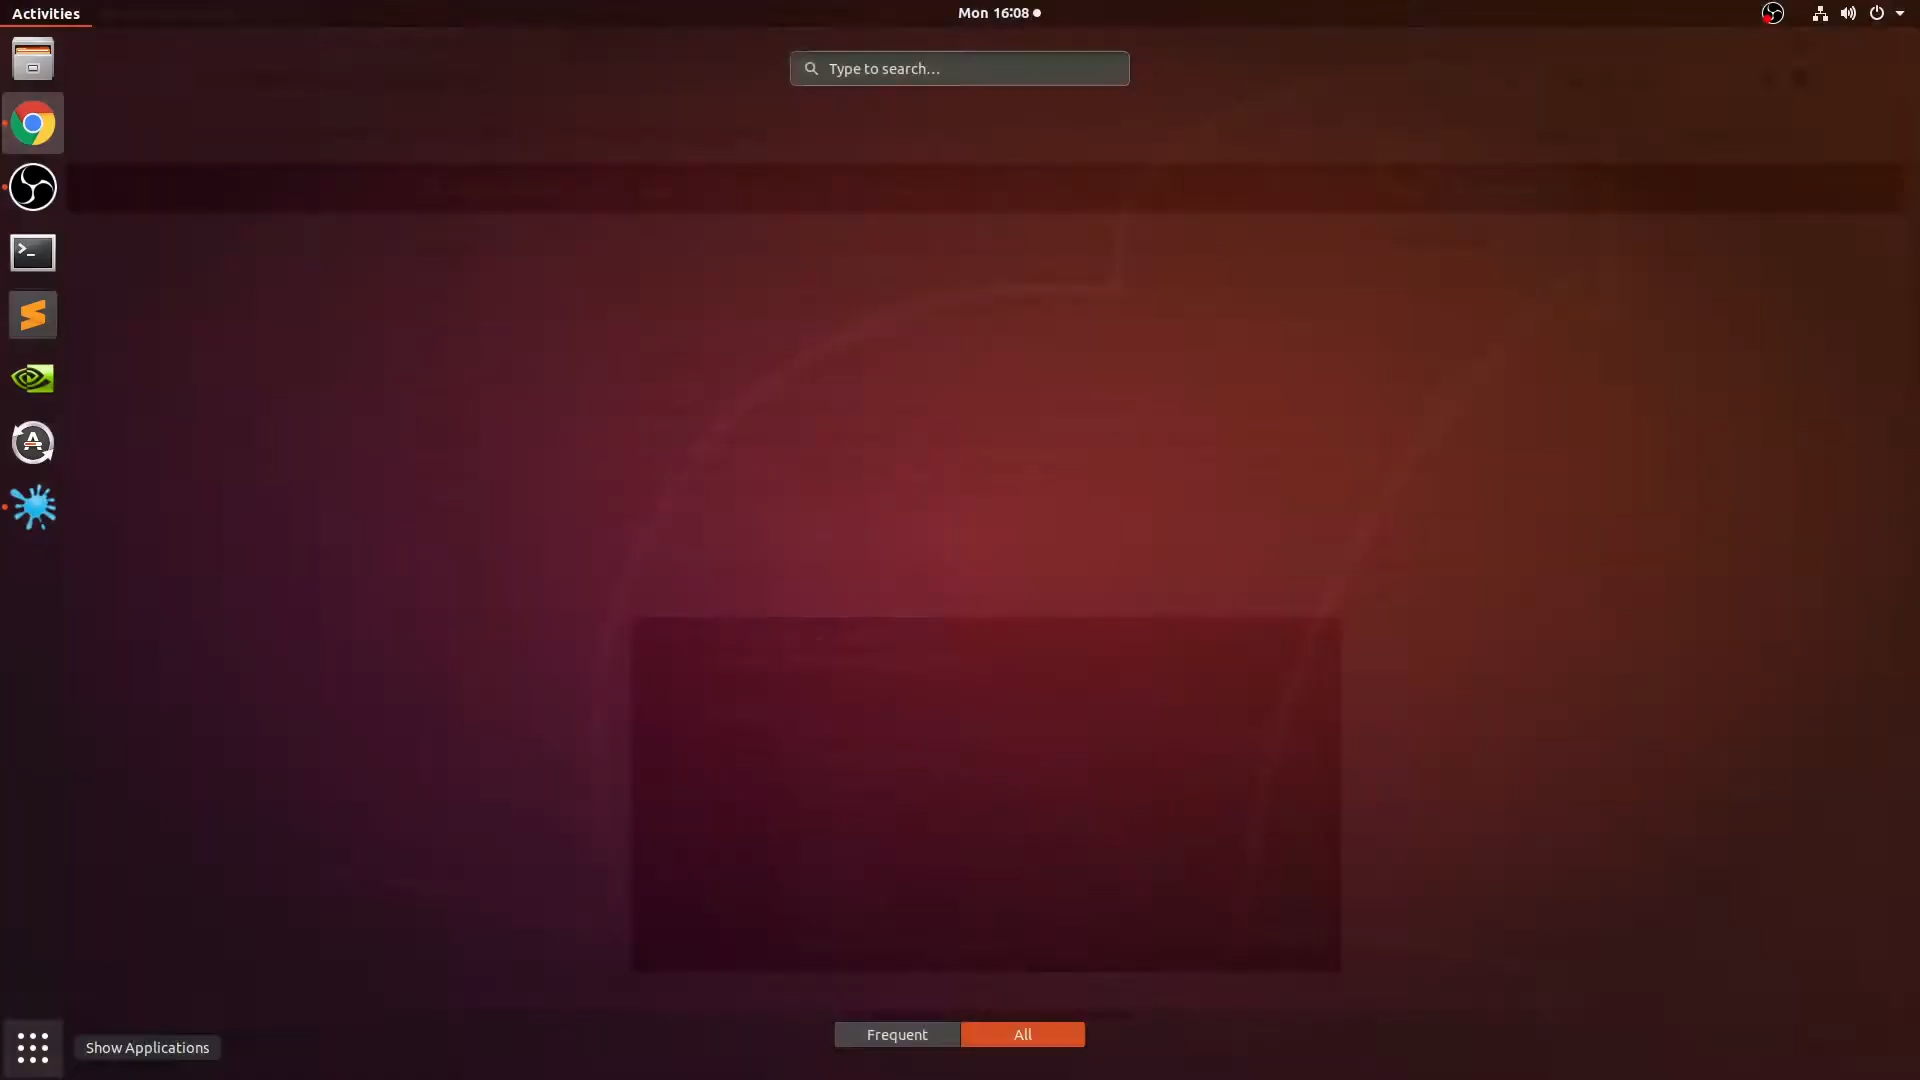 Activities
Mon 16:08
Type to search...
Frequent
All
Show Applications